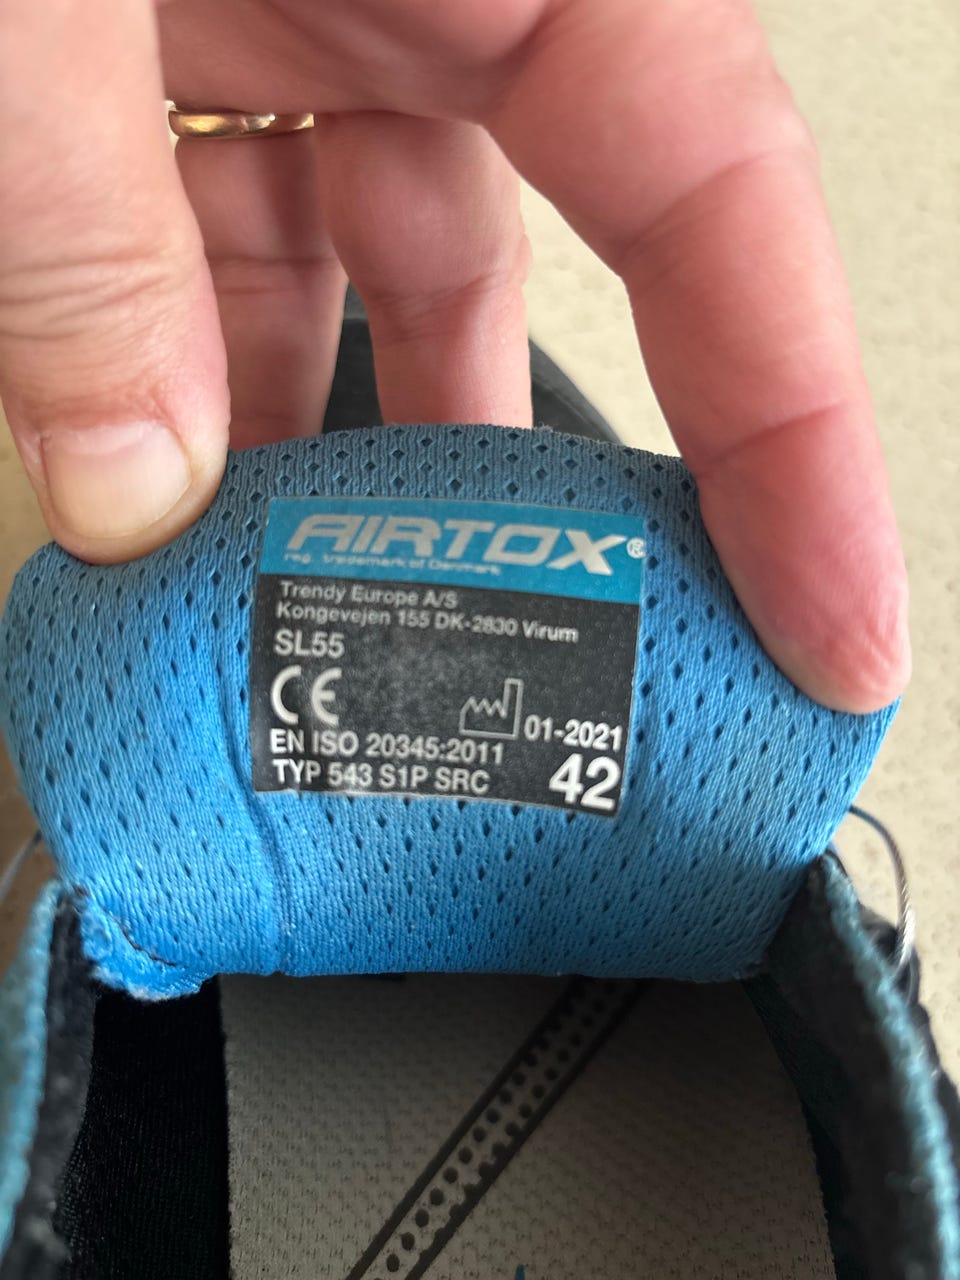 AIRTOX®
reg. trademark of Denmark
Trendy Europe A/S
Kongevejen 155 DK-2830 Virum
SL55
CE
01-2021
EN ISO 20345:2011
TYP 543 S1P SRC
42